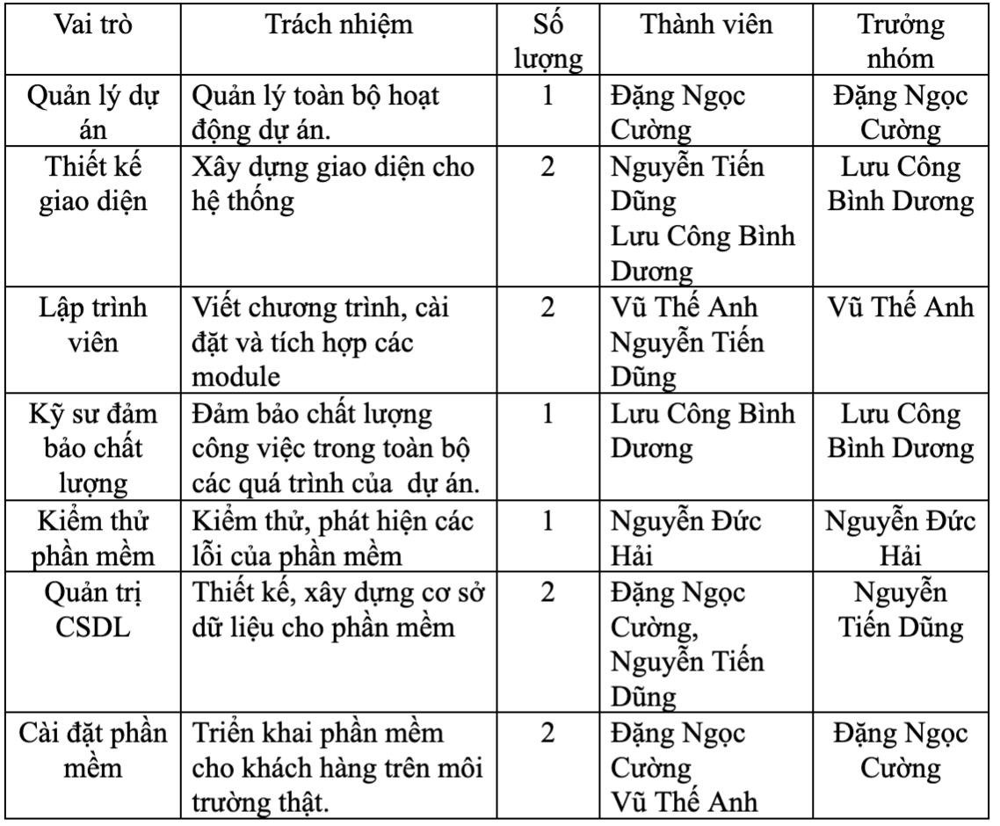 Vai trò
Trách nhiệm
Số
lượng
Thành viên
Trưởng
nhóm
Quản lý dự
án
Quản lý toàn bộ hoạt
động dự án.
1
Đặng Ngọc
Cường
Đặng Ngọc
Cường
Thiết kế
giao diện
Xây dựng giao diện cho
hệ thống
2
Nguyễn Tiến
Dũng
Lưu Công Bình
Dương
Lưu Công
Bình Dương
Lập trình
viên
Viết chương trình, cài
đặt và tích hợp các
module
2
Vũ Thế Anh
Nguyễn Tiến
Dũng
Vũ Thế Anh
Kỹ sư đảm
bảo chất
lượng
Đảm bảo chất lượng
công việc trong toàn bộ
các quá trình của  dự án.
1
Lưu Công Bình
Dương
Lưu Công
Bình Dương
Kiểm thử
phần mềm
Kiểm thử, phát hiện các
lỗi của phần mềm
1
Nguyễn Đức
Hải
Nguyễn Đức
Hải
Quản trị
CSDL
Thiết kế, xây dựng cơ sở
dữ liệu cho phần mềm
2
Đặng Ngọc
Cường,
Nguyễn Tiến
Dũng
Nguyễn
Tiến Dũng
Cài đặt phần
mềm
Triển khai phần mềm
cho khách hàng trên môi
trường thật.
2
Đặng Ngọc
Cường
Vũ Thế Anh
Đặng Ngọc
Cường